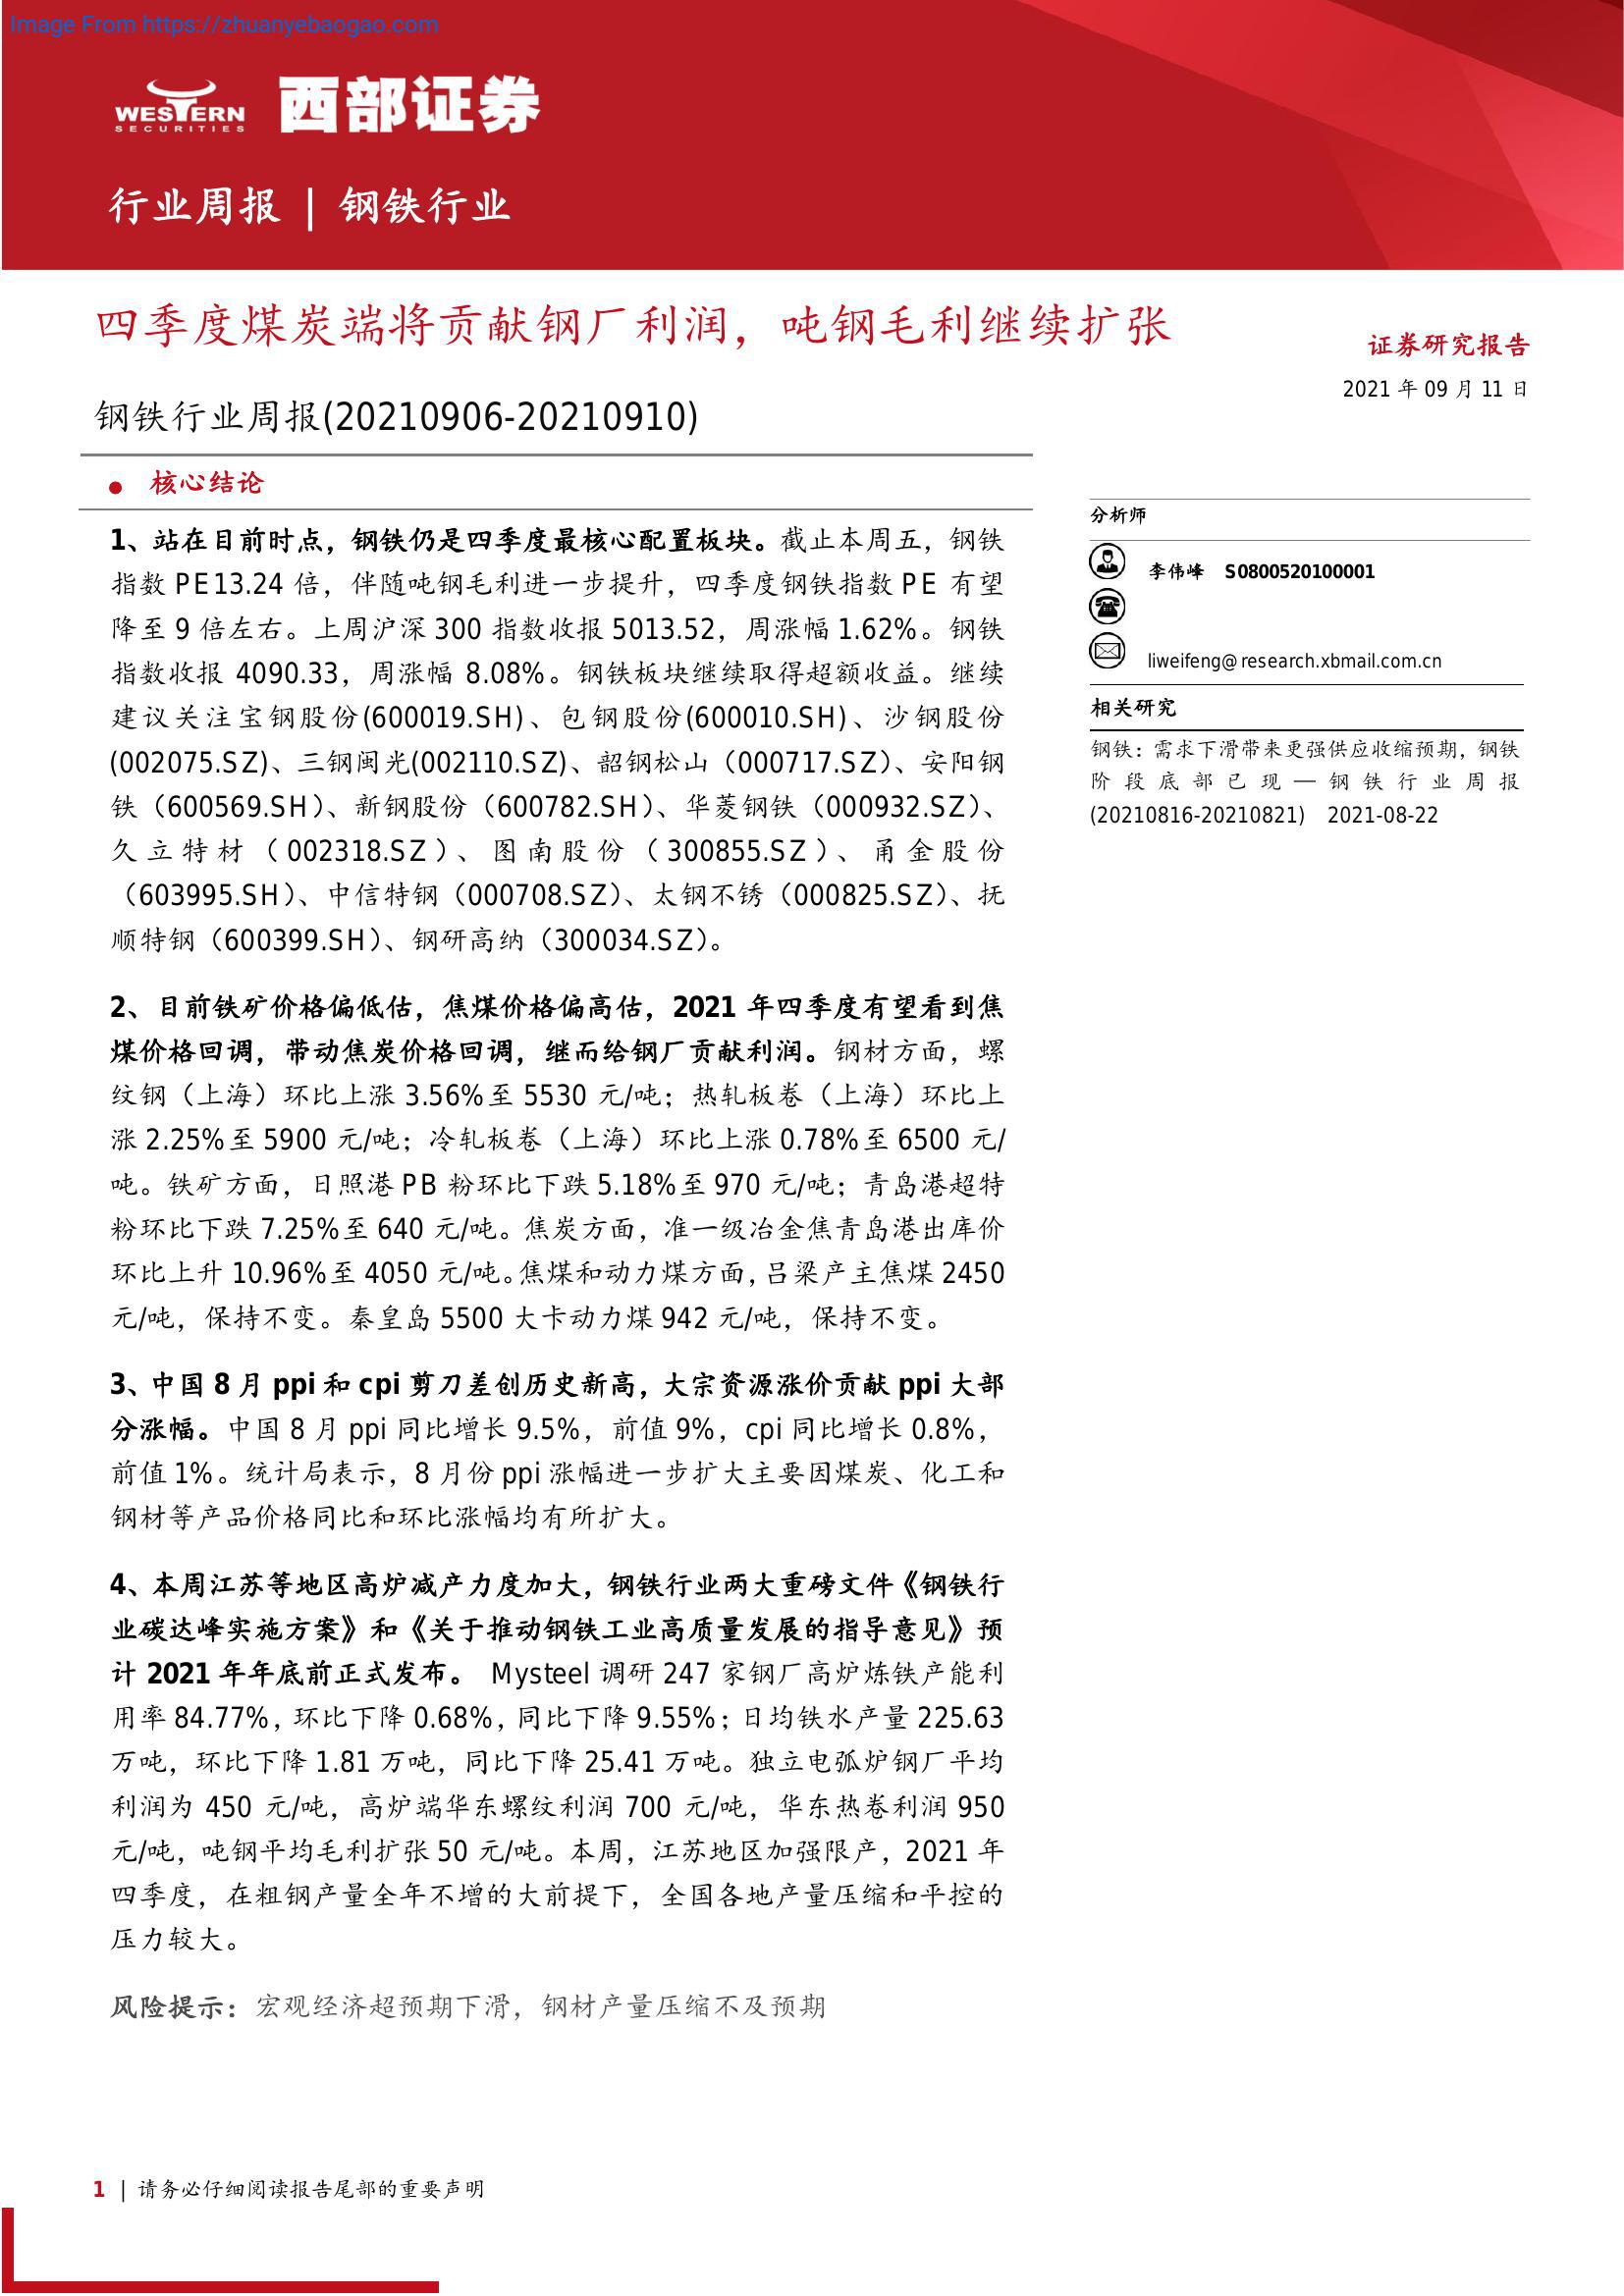 Image From https://zhuanyebaogao.com
WESTERN
SECURITIES
西部证券
行业周报 | 钢铁行业
四季度煤炭端将贡献钢厂利润，吨钢毛利继续扩张
钢铁行业周报(20210906-20210910)
● 核心结论
1、站在目前时点，钢铁仍是四季度最核心配置板块。截止本周五，钢铁
指数 PE13.24 倍，伴随吨钢毛利进一步提升，四季度钢铁指数 PE 有望
降至 9 倍左右。上周沪深 300 指数收报 5013.52，周涨幅 1.62%。钢铁
指数收报 4090.33，周涨幅 8.08%。钢铁板块继续取得超额收益。继续
建议关注宝钢股份(600019.SH)、包钢股份(600010.SH)、沙钢股份
(002075.SZ)、三钢闽光(002110.SZ)、韶钢松山（000717.SZ）、安阳钢
铁（600569.SH）、新钢股份（600782.SH）、华菱钢铁（000932.SZ）、
久立特材（002318.SZ）、图南股份（300855.SZ）、甬金股份
（603995.SH）、中信特钢（000708.SZ）、太钢不锈（000825.SZ）、抚
顺特钢（600399.SH）、钢研高纳（300034.SZ）。
2、目前铁矿价格偏低估，焦煤价格偏高估，2021 年四季度有望看到焦
煤价格回调，带动焦炭价格回调，继而给钢厂贡献利润。钢材方面，螺
纹钢（上海）环比上涨 3.56%至 5530 元/吨；热轧板卷（上海）环比上
涨 2.25%至 5900 元/吨；冷轧板卷（上海）环比上涨 0.78%至 6500 元/
吨。铁矿方面，日照港 PB 粉环比下跌 5.18%至 970 元/吨；青岛港超特
粉环比下跌 7.25%至 640 元/吨。焦炭方面，准一级冶金焦青岛港出库价
环比上升 10.96%至 4050 元/吨。焦煤和动力煤方面，吕梁产主焦煤 2450
元/吨，保持不变。秦皇岛 5500 大卡动力煤 942 元/吨，保持不变。
3、中国 8 月 ppi 和 cpi 剪刀差创历史新高，大宗资源涨价贡献 ppi 大部
分涨幅。中国 8 月 ppi 同比增长 9.5%，前值 9%，cpi 同比增长 0.8%，
前值 1%。统计局表示，8 月份 ppi 涨幅进一步扩大主要因煤炭、化工和
钢材等产品价格同比和环比涨幅均有所扩大。
4、本周江苏等地区高炉减产力度加大，钢铁行业两大重磅文件《钢铁行
业碳达峰实施方案》和《关于推动钢铁工业高质量发展的指导意见》预
计 2021 年年底前正式发布。 Mysteel 调研 247 家钢厂高炉炼铁产能利
用率 84.77%，环比下降 0.68%，同比下降 9.55%；日均铁水产量 225.63
万吨，环比下降 1.81 万吨，同比下降 25.41 万吨。独立电弧炉钢厂平均
利润为 450 元/吨，高炉端华东螺纹利润 700 元/吨，华东热卷利润 950
元/吨，吨钢平均毛利扩张 50 元/吨。本周，江苏地区加强限产，2021 年
四季度，在粗钢产量全年不增的大前提下，全国各地产量压缩和平控的
压力较大。
风险提示：宏观经济超预期下滑，钢材产量压缩不及预期
证券研究报告
2021 年 09 月 11 日
分析师
李伟峰 S0800520100001
liweifeng@research.xbmail.com.cn
相关研究
钢铁：需求下滑带来更强供应收缩预期，钢铁
阶段底部已现—钢铁行业周报
(20210816-20210821) 2021-08-22
1 | 请务必仔细阅读报告尾部的重要声明